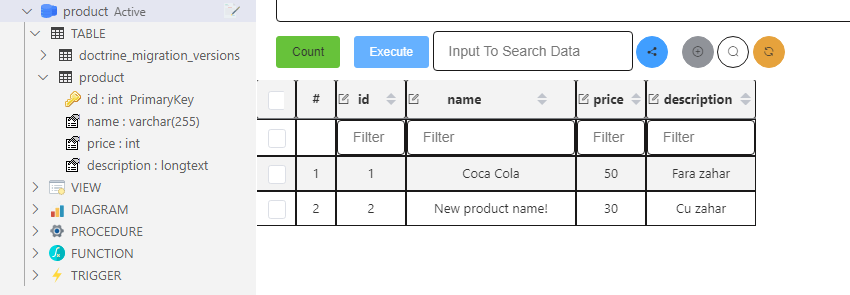 product Active
TABLE
doctrine_migration_versions
product
id : int PrimaryKey
name : varchar(255)
price : int
description : longtext
VIEW
DIAGRAM
PROCEDURE
FUNCTION
TRIGGER
Count Execute Input To Search Data
# id name price description
Filter Filter Filter Filter
1 1 Coca Cola 50 Fara zahar
2 2 New product name! 30 Cu zahar